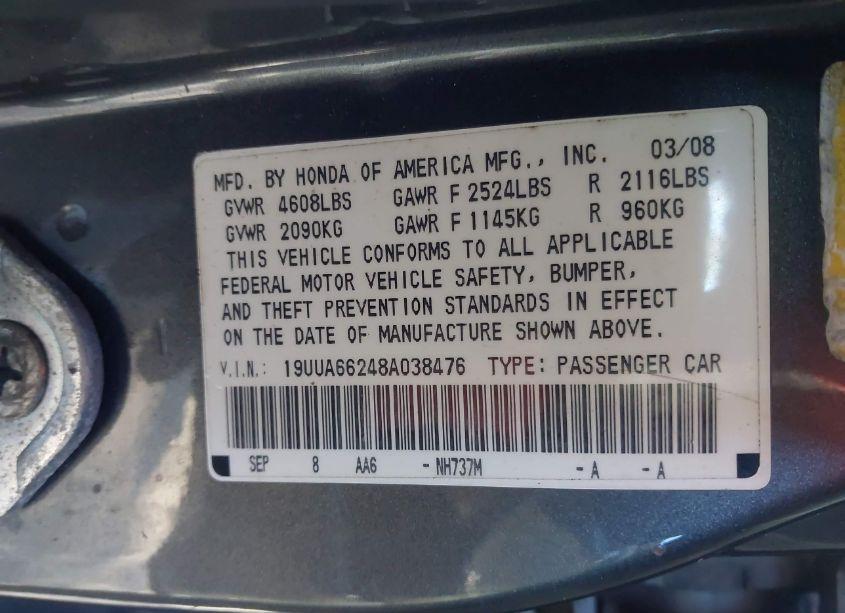 MFD. BY HONDA OF AMERICA MFG., INC. 03/08
GVWR 4608LBS GAWR F 2524LBS R 2116LBS
GVWR 2090KG GAWR F 1145KG R 960KG
THIS VEHICLE CONFORMS TO ALL APPLICABLE
FEDERAL MOTOR VEHICLE SAFETY, BUMPER,
AND THEFT PREVENTION STANDARDS IN EFFECT
ON THE DATE OF MANUFACTURE SHOWN ABOVE.
V.I.N.: 19UUA66248A038476 TYPE: PASSENGER CAR
SEP 8 AA6 - NH737M - A - A